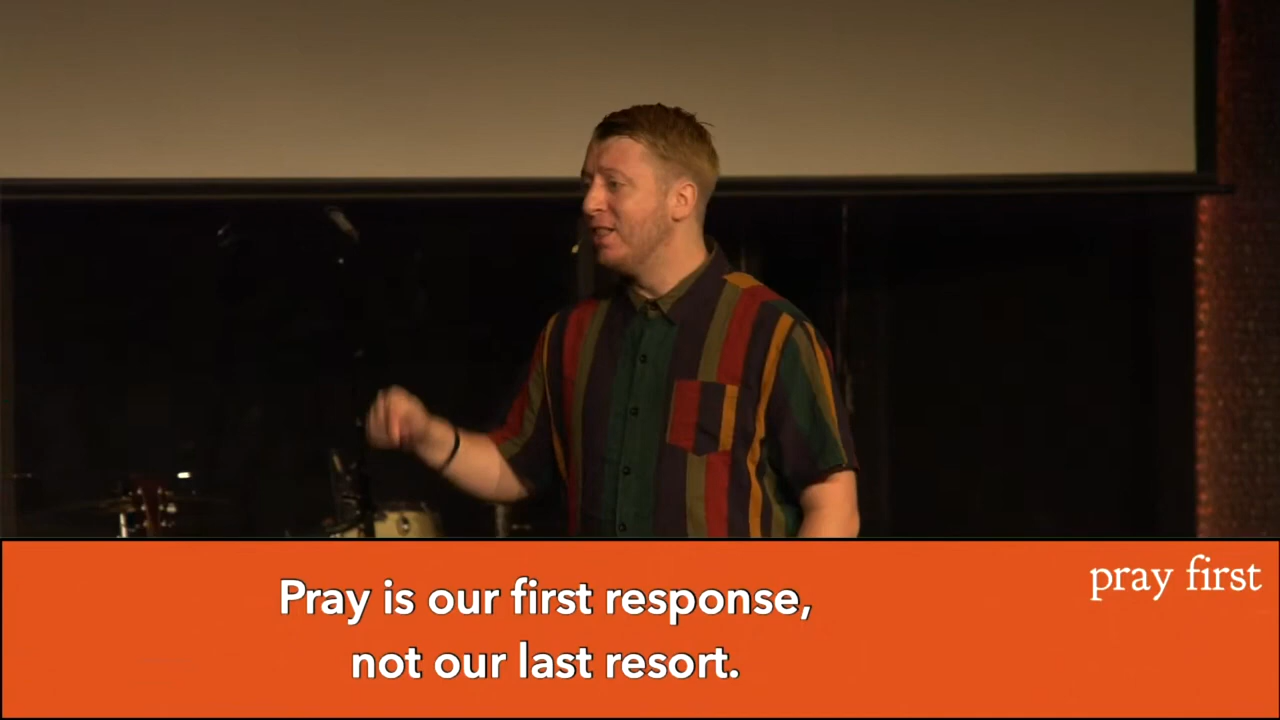 pray first
Pray is our first response,
not our last resort.